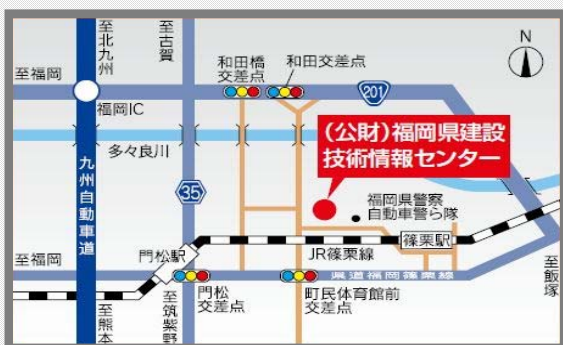 至北九州
至古賀
N
至福岡
和田橋
交差点
和田交差点
201
福岡IC
多々良川
(公財)福岡県建設
技術情報センター
九州自動車道
35
福岡県警察
自動車警ら隊
門松駅
篠栗駅
JR篠栗線
至福岡
県道福岡篠栗線
至飯塚
至熊本
至筑紫野
門松
交差点
町民体育館前
交差点